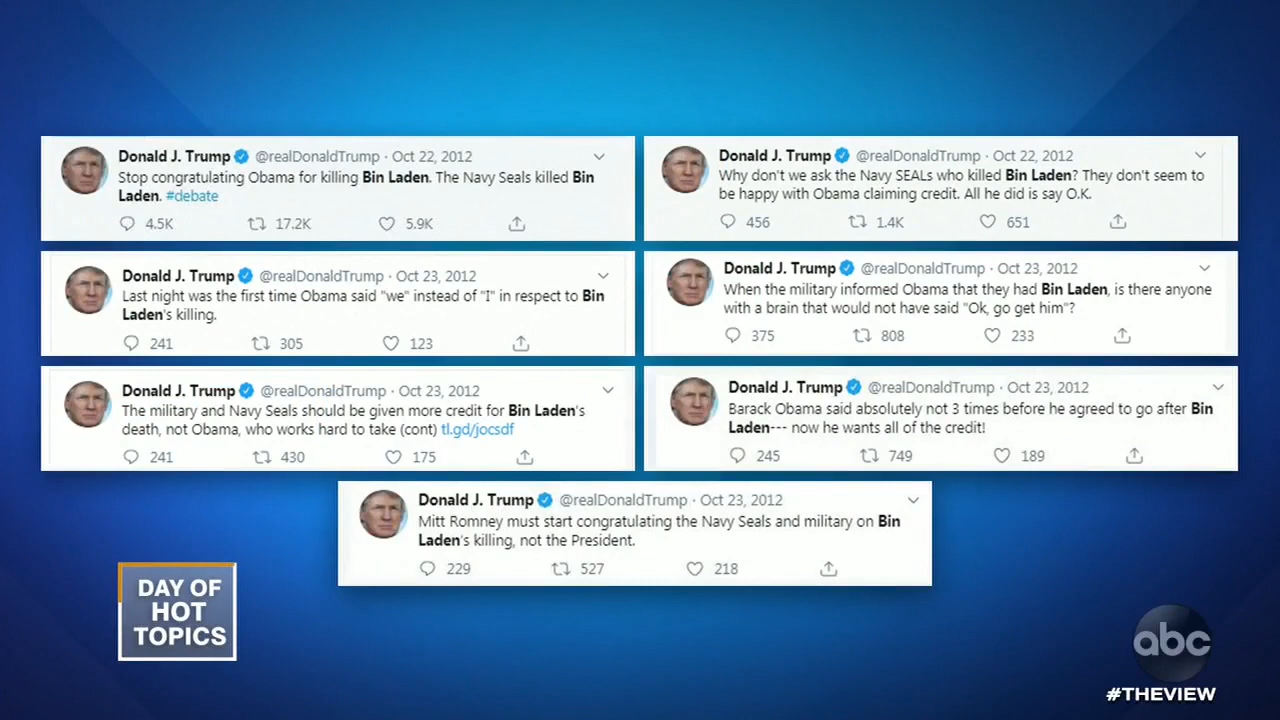 Donald J. Trump @realDonaldTrump · Oct 22, 2012
Stop congratulating Obama for killing Bin Laden. The Navy Seals killed Bin
Laden. #debate
4.5K 17.2K 5.9K
Donald J. Trump @realDonaldTrump · Oct 22, 2012
Why don't we ask the Navy SEALs who killed Bin Laden? They don't seem to
be happy with Obama claiming credit. All he did is say O.K.
456 1.4K 651
Donald J. Trump @realDonaldTrump · Oct 23, 2012
Last night was the first time Obama said "we" instead of "I" in respect to Bin
Laden's killing.
241 305 123
Donald J. Trump @realDonaldTrump · Oct 23, 2012
When the military informed Obama that they had Bin Laden, is there anyone
with a brain that would not have said "Ok, go get him"?
375 808 233
Donald J. Trump @realDonaldTrump · Oct 23, 2012
The military and Navy Seals should be given more credit for Bin Laden's
death, not Obama, who works hard to take (cont) tl.gd/jocsdf
241 430 175
Donald J. Trump @realDonaldTrump · Oct 23, 2012
Barack Obama said absolutely not 3 times before he agreed to go after Bin
Laden--- now he wants all of the credit!
245 749 189
Donald J. Trump @realDonaldTrump · Oct 23, 2012
Mitt Romney must start congratulating the Navy Seals and military on Bin
Laden's killing, not the President.
229 527 218
DAY OF
HOT
TOPICS
abc
#THEVIEW